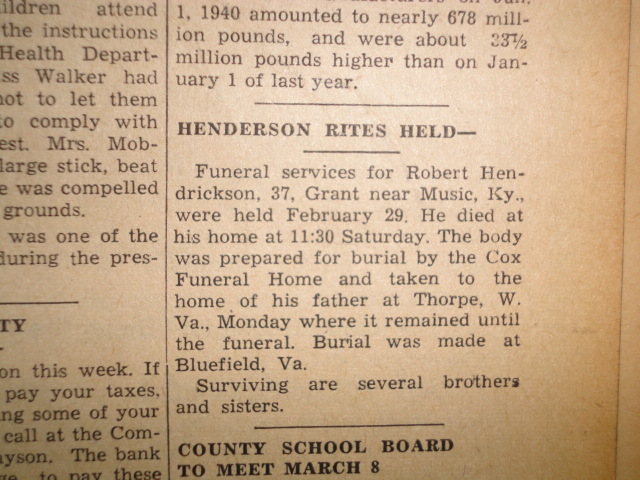 ildren attend
the instructions
Health Depart-
ss Walker had
not to let them
to comply with
est. Mrs. Mob-
large stick, beat
e was compelled
grounds.
was one of the
during the pres-
TY
on this week. If
pay your taxes,
ng some of your
call at the Com-
ayson. The bank
to pay these
1, 1940 amounted to nearly 678 mill-
ion pounds, and were about 33½
million pounds higher than on Jan-
uary 1 of last year.
HENDERSON RITES HELD—
Funeral services for Robert Hen-
drickson, 37, Grant near Music, Ky.,
were held February 29. He died at
his home at 11:30 Saturday. The body
was prepared for burial by the Cox
Funeral Home and taken to the
home of his father at Thorpe, W.
Va., Monday where it remained until
the funeral. Burial was made at
Bluefield, Va.
Surviving are several brothers
and sisters.
COUNTY SCHOOL BOARD
TO MEET MARCH 8